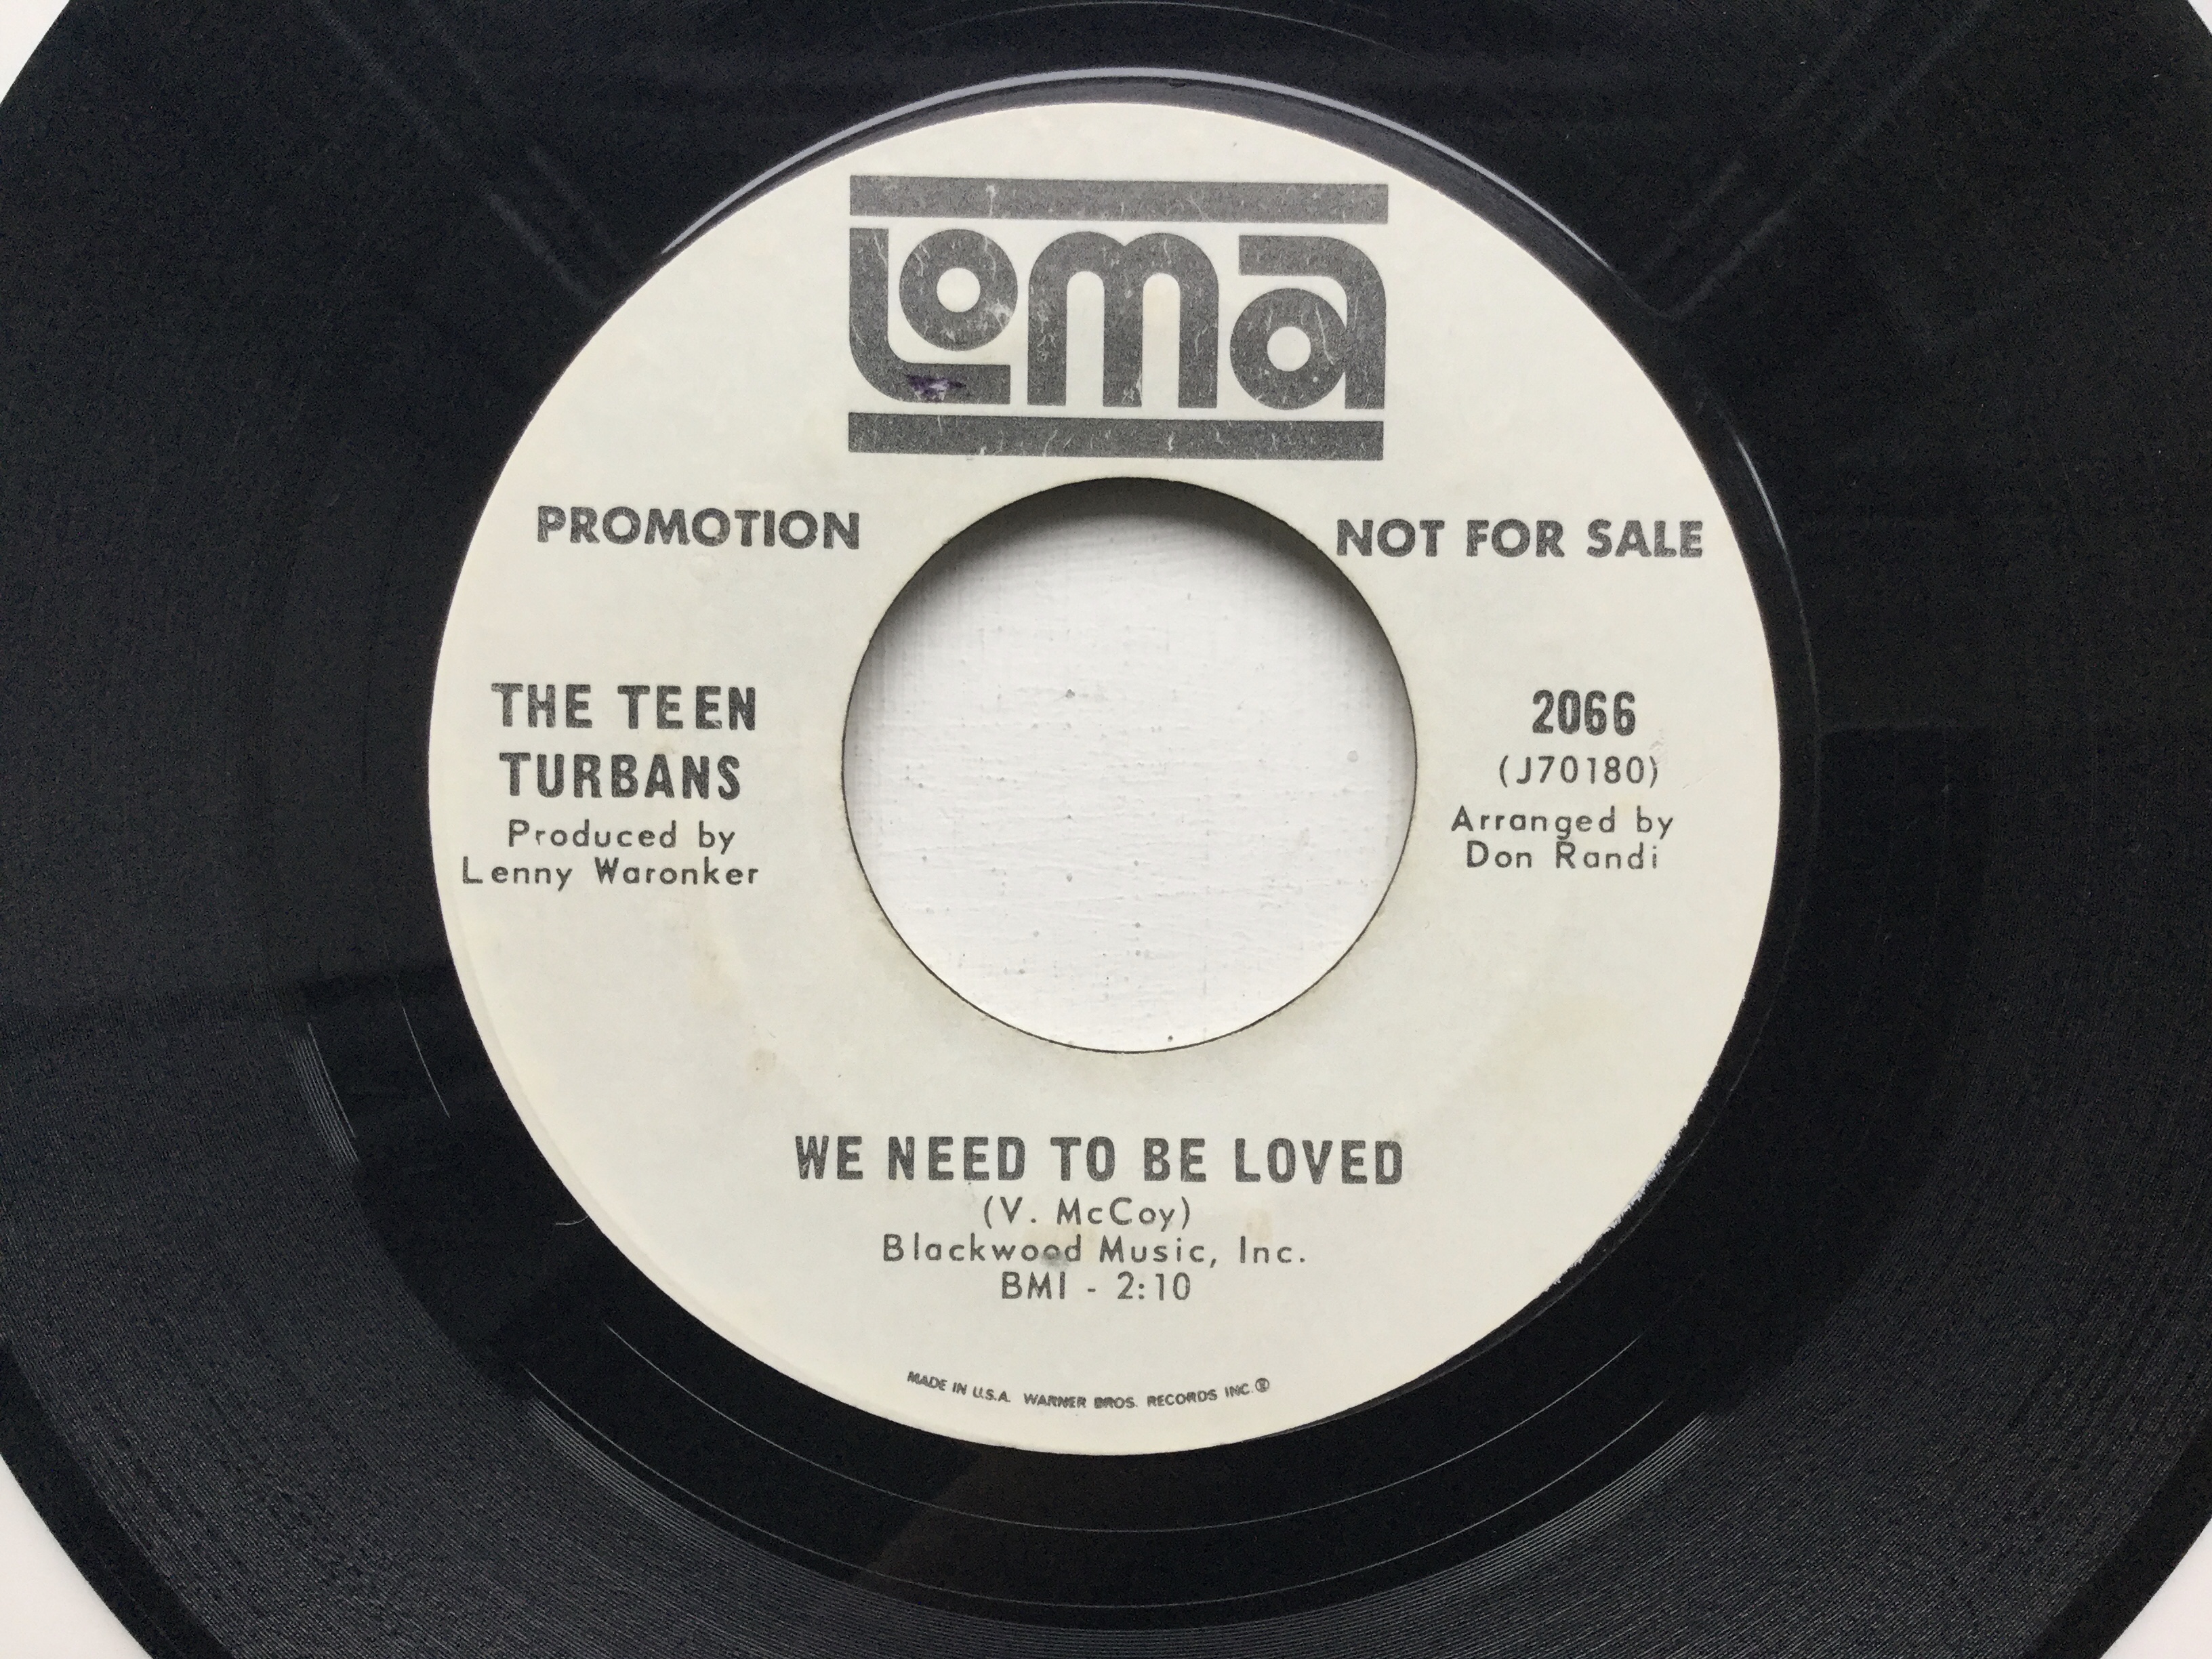 Loma
PROMOTION
NOT FOR SALE
THE TEEN
TURBANS
Produced by
Lenny Waronker
2066
(J70180)
Arranged by
Don Randi
WE NEED TO BE LOVED
(V. McCoy)
Blackwood Music, Inc.
BMI - 2:10
MADE IN U.S.A. WARNER BROS. RECORDS INC.